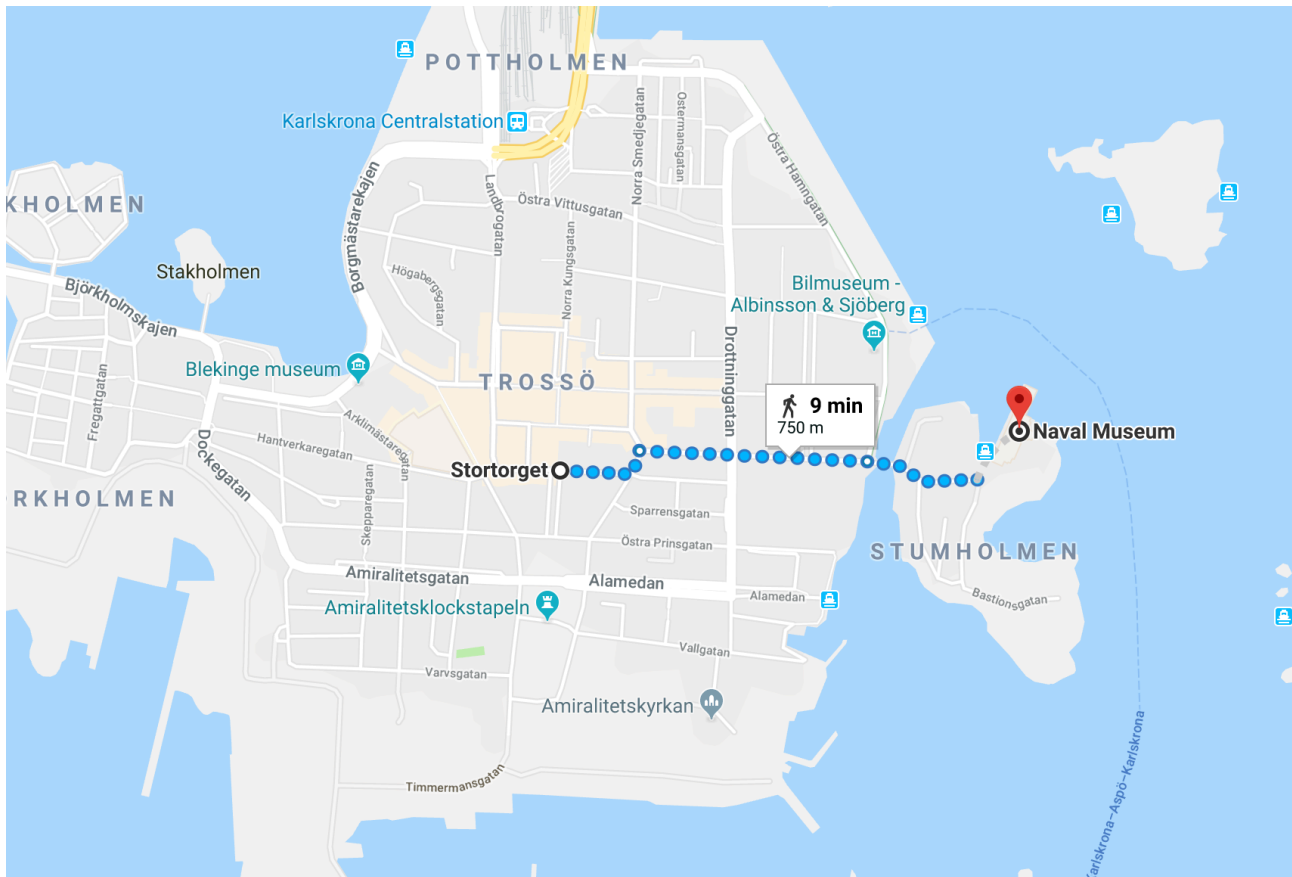 POTTHOLMEN
Karlskrona Centralstation
Norra Smedjegatan
Östermansgatan
Östra Hamngatan
Borgmästarekajen
Landbrogatan
Östra Vittusgatan
KHOLMEN
Stakholmen
Högabergsgatan
Norra Kungsgatan
Björkholmskajen
Bilmuseum -
Albinsson & Sjöberg
Drottninggatan
Blekinge museum
TROSSÖ
Fregattgatan
9 min
750 m
Naval Museum
Arklimästaregatan
Hantverkaregatan
Dockegatan
Stortorget
RKHOLMEN
Skepparegatan
Sparrensgatan
Östra Prinsgatan
STUMHOLMEN
Amiralitetsgatan
Alamedan
Alamedan
Bastionsgatan
Amiralitetsklockstapeln
Vallgatan
Varvsgatan
Amiralitetskyrkan
Timmermansgatan
Karlskrona–Aspö–Karlskrona